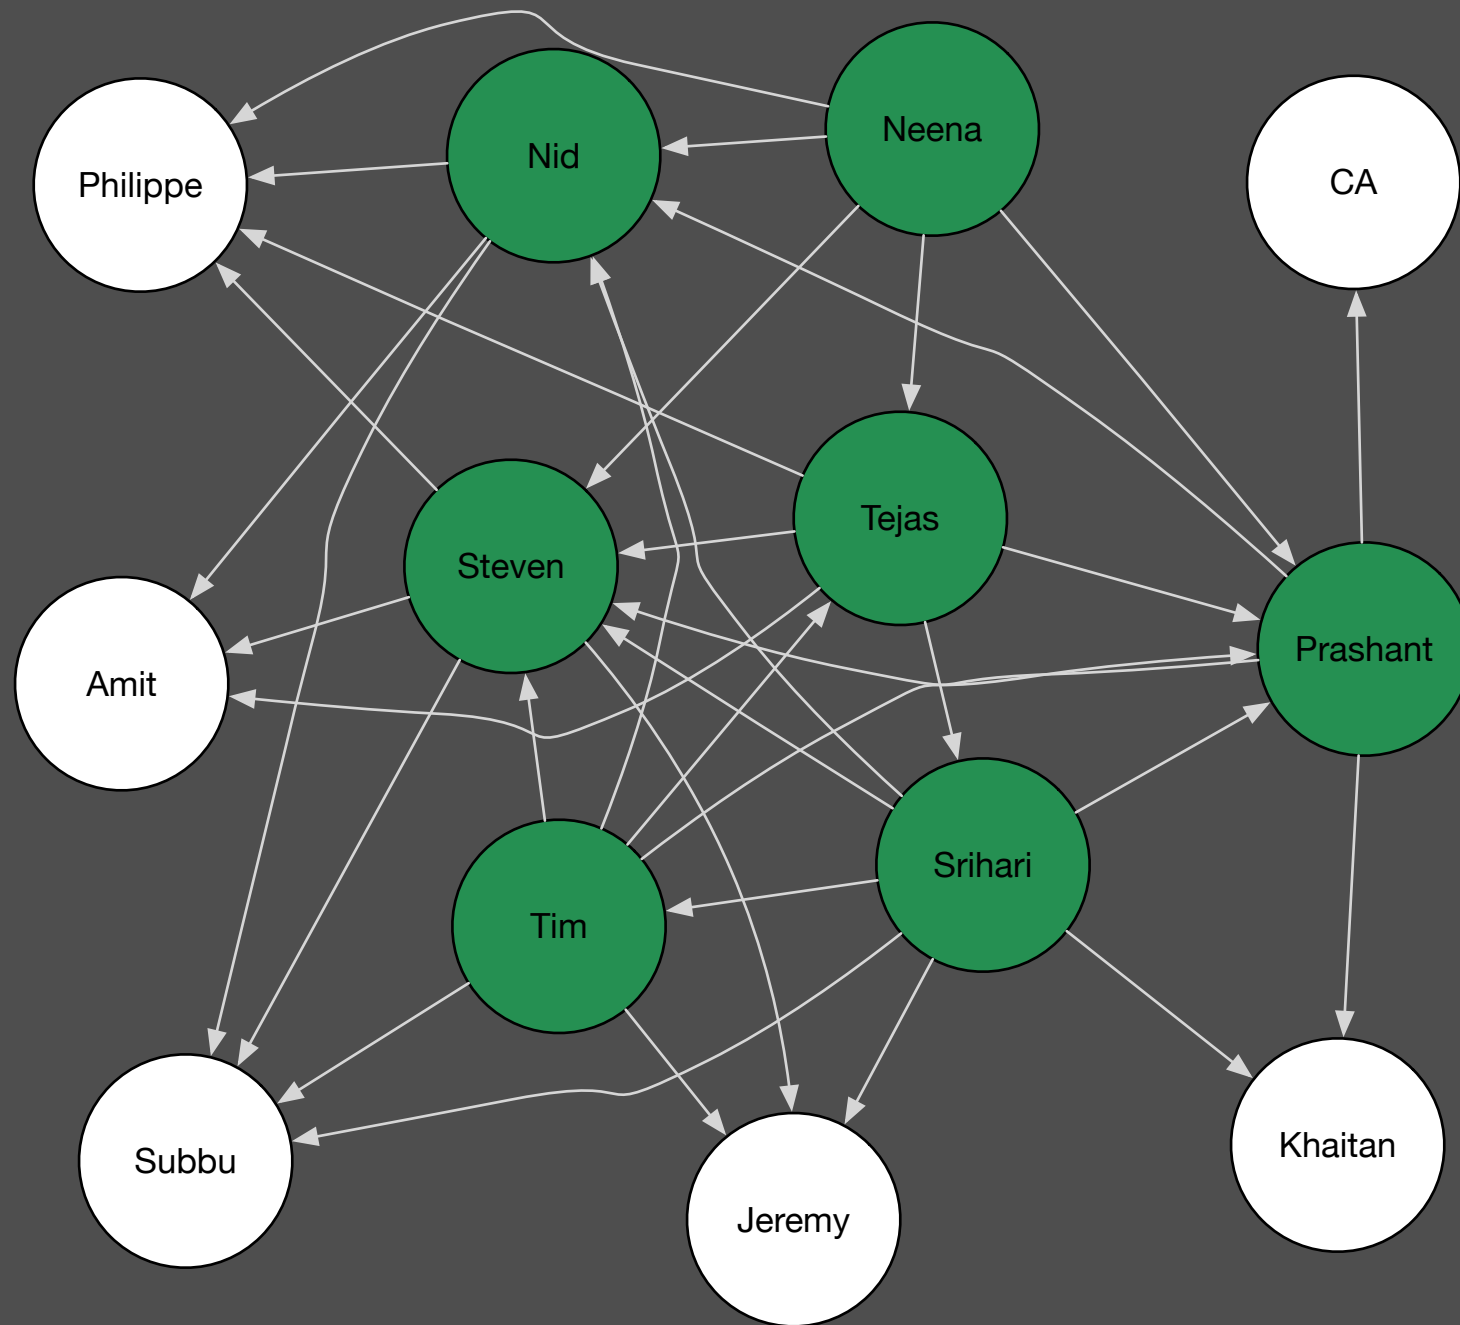 Neena
Nid
CA
Philippe
Tejas
Steven
Prashant
Amit
Srihari
Tim
Khaitan
Subbu
Jeremy